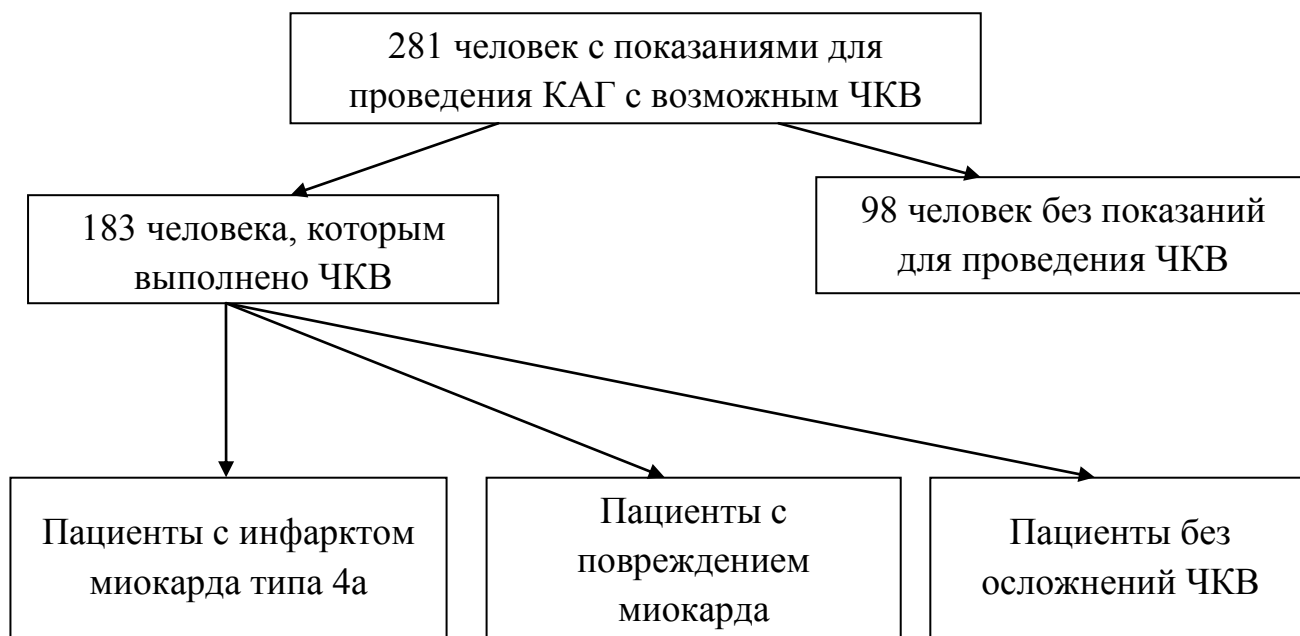 281 человек с показаниями для
проведения КАГ с возможным ЧКВ
183 человека, которым
выполнено ЧКВ
98 человек без показаний
для проведения ЧКВ
Пациенты с инфарктом
миокарда типа 4а
Пациенты с
повреждением
миокарда
Пациенты без
осложнений ЧКВ